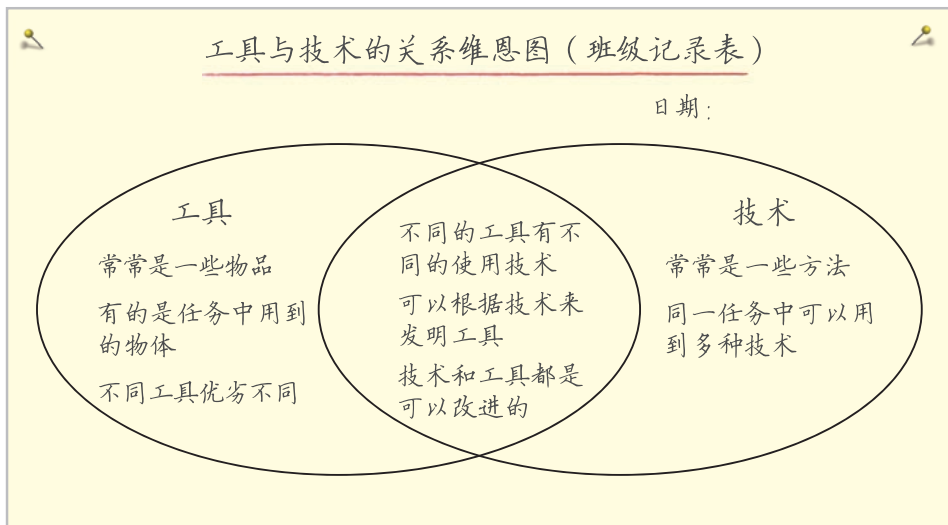 工具与技术的关系维恩图（班级记录表）
日期：
工具
常常是一些物品
有的是任务中用到
的物体
不同工具优劣不同
不同的工具有不
同的使用技术
可以根据技术来
发明工具
技术和工具都是
可以改进的
技术
常常是一些方法
同一任务中可以用
到多种技术